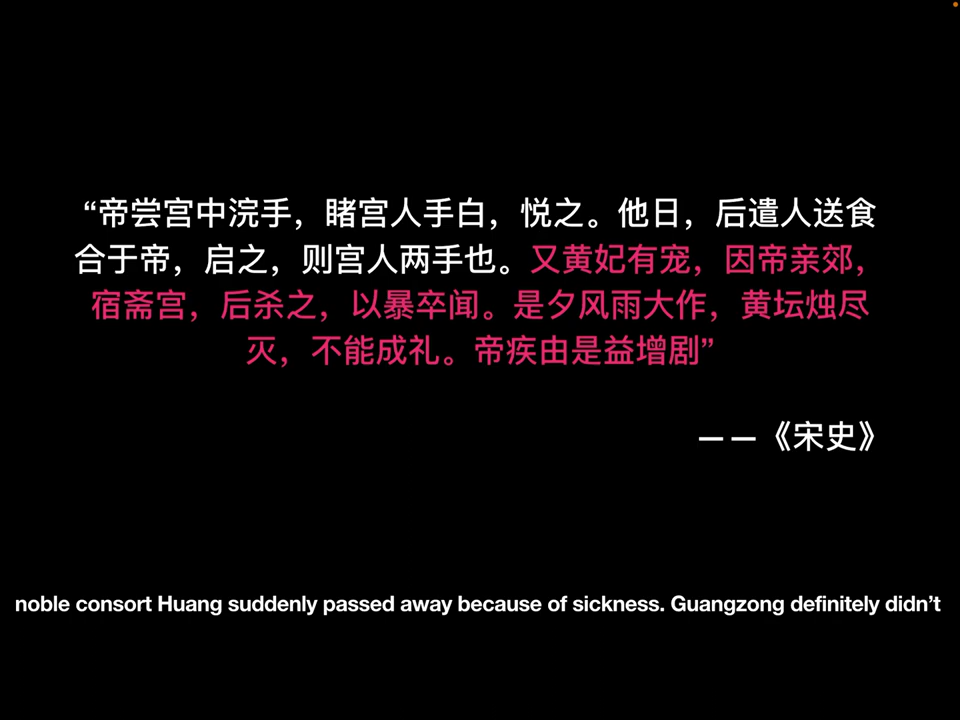 “帝尝宫中浣手，睹宫人手白，悦之。他日，后遣人送食
合于帝，启之，则宫人两手也。又黄妃有宠，因帝亲郊，
宿斋宫，后杀之，以暴卒闻。是夕风雨大作，黄坛烛尽
灭，不能成礼。帝疾由是益增剧”
——《宋史》
noble consort Huang suddenly passed away because of sickness. Guangzong definitely didn’t